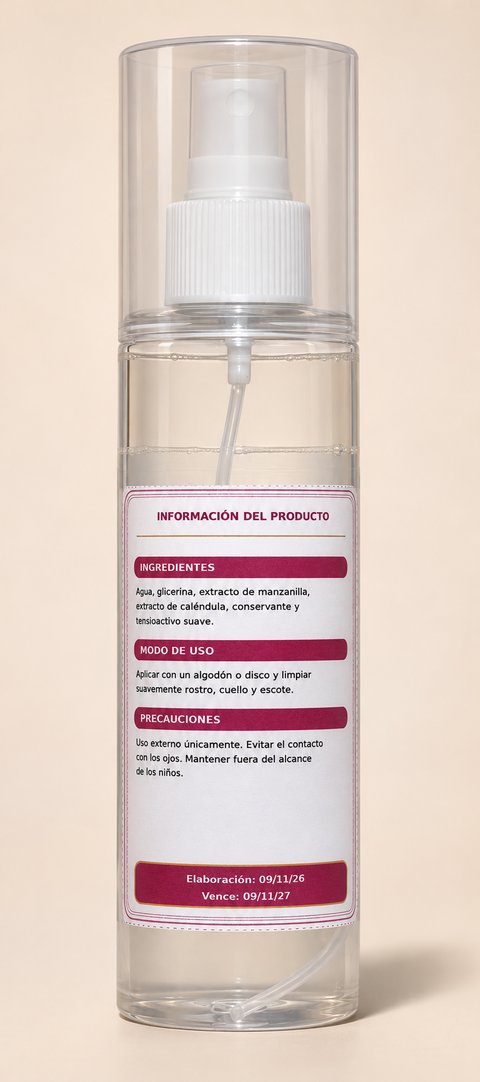 INFORMACIÓN DEL PRODUCTO
INGREDIENTES
Agua, glicerina, extracto de manzanilla,
extracto de caléndula, conservante y
tensioactivo suave.
MODO DE USO
Aplicar con un algodón o disco y limpiar
suavemente rostro, cuello y escote.
PRECAUCIONES
Uso externo únicamente. Evitar el contacto
con los ojos. Mantener fuera del alcance
de los niños.
Elaboración: 09/11/26
Vence: 09/11/27